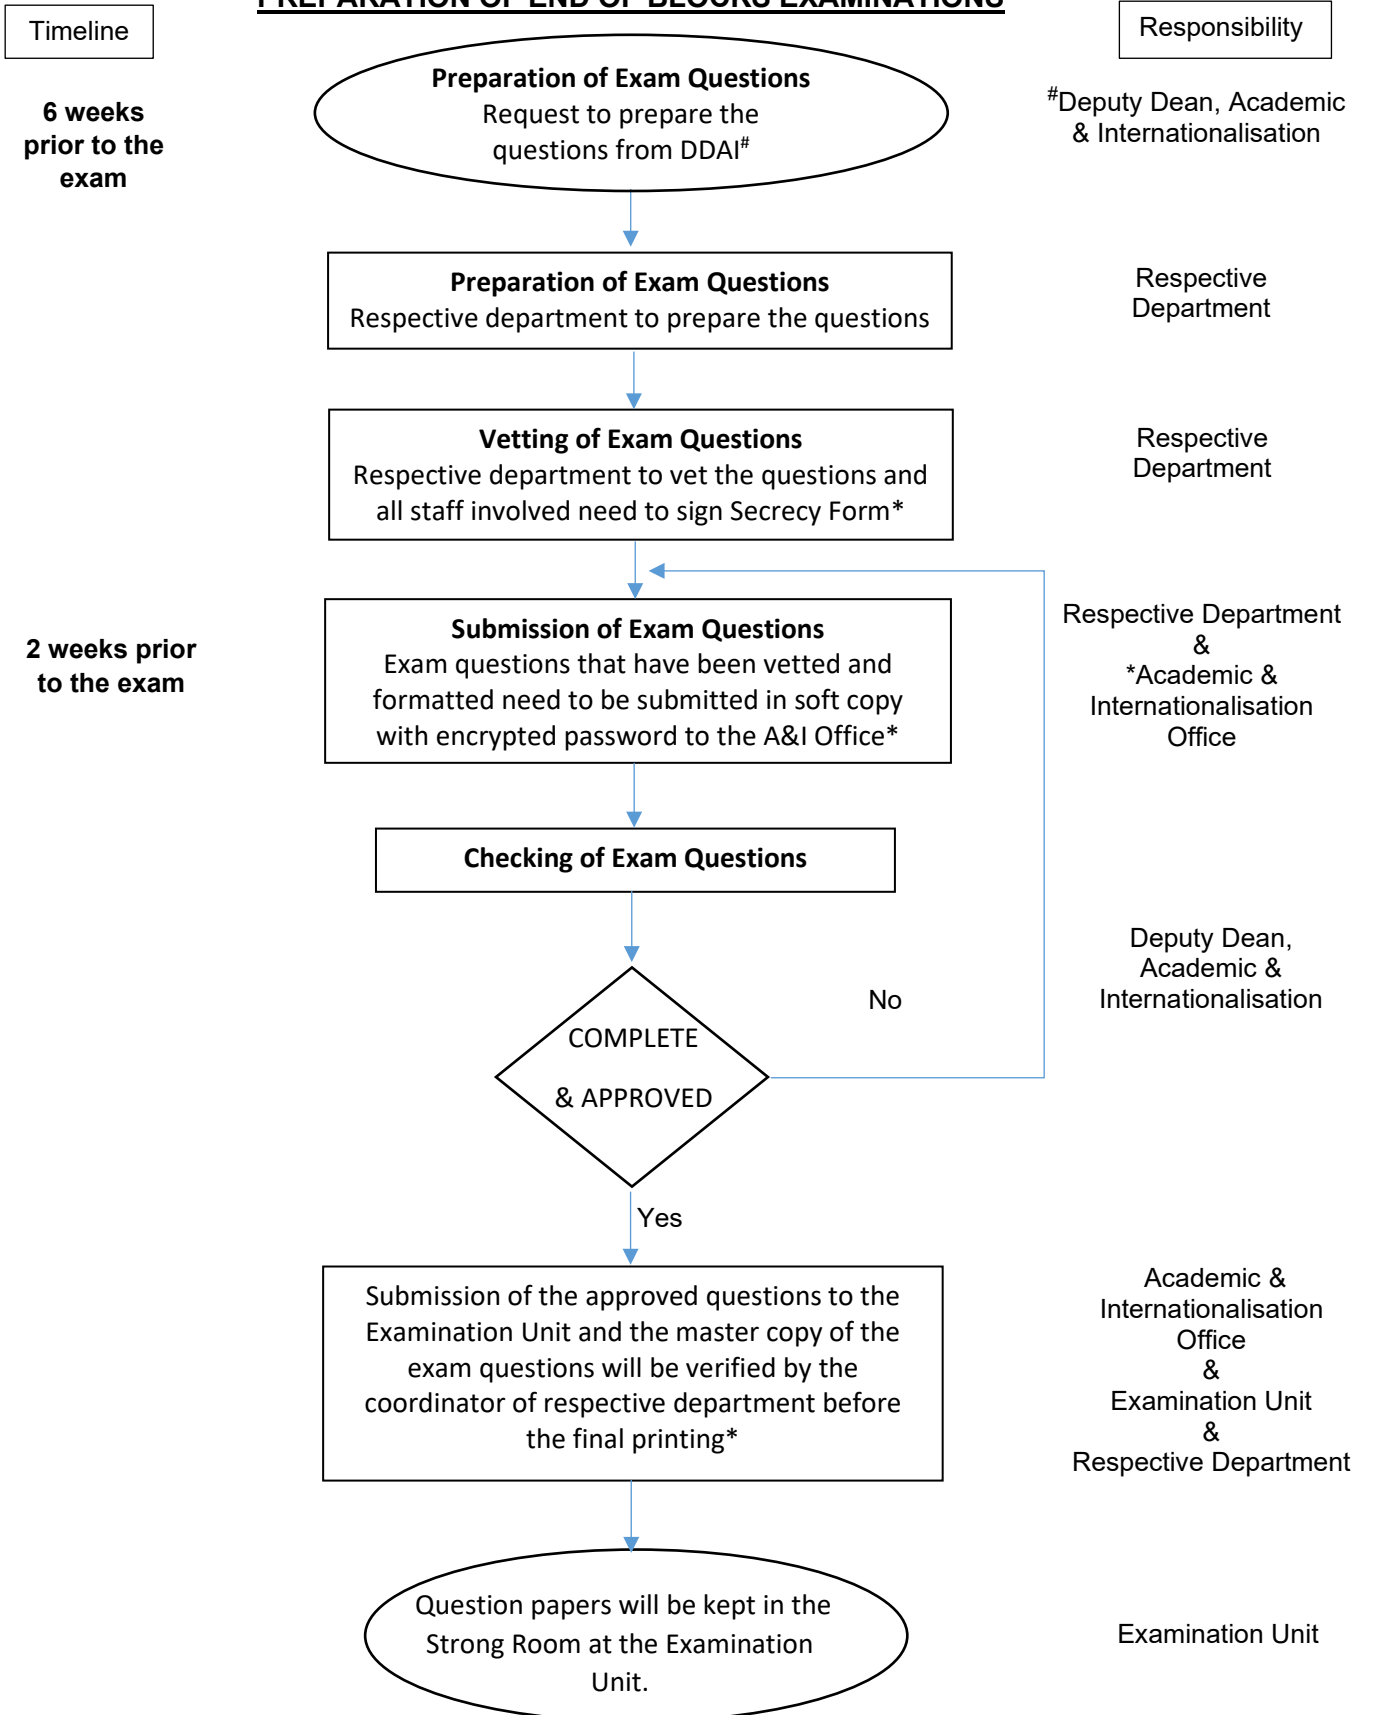 PREPARATION OF END OF BLOCKS EXAMINATIONS
Timeline
Responsibility
6 weeks
prior to the
exam
Preparation of Exam Questions
Request to prepare the
questions from DDAI#
#Deputy Dean, Academic
& Internationalisation
Preparation of Exam Questions
Respective department to prepare the questions
Respective
Department
Vetting of Exam Questions
Respective department to vet the questions and
all staff involved need to sign Secrecy Form*
Respective
Department
2 weeks prior
to the exam
Submission of Exam Questions
Exam questions that have been vetted and
formatted need to be submitted in soft copy
with encrypted password to the A&I Office*
Respective Department
&
*Academic &
Internationalisation
Office
Checking of Exam Questions
Deputy Dean,
Academic &
Internationalisation
No
COMPLETE
& APPROVED
Yes
Submission of the approved questions to the
Examination Unit and the master copy of the
exam questions will be verified by the
coordinator of respective department before
the final printing*
Academic &
Internationalisation
Office
&
Examination Unit
&
Respective Department
Question papers will be kept in the
Strong Room at the Examination
Unit.
Examination Unit